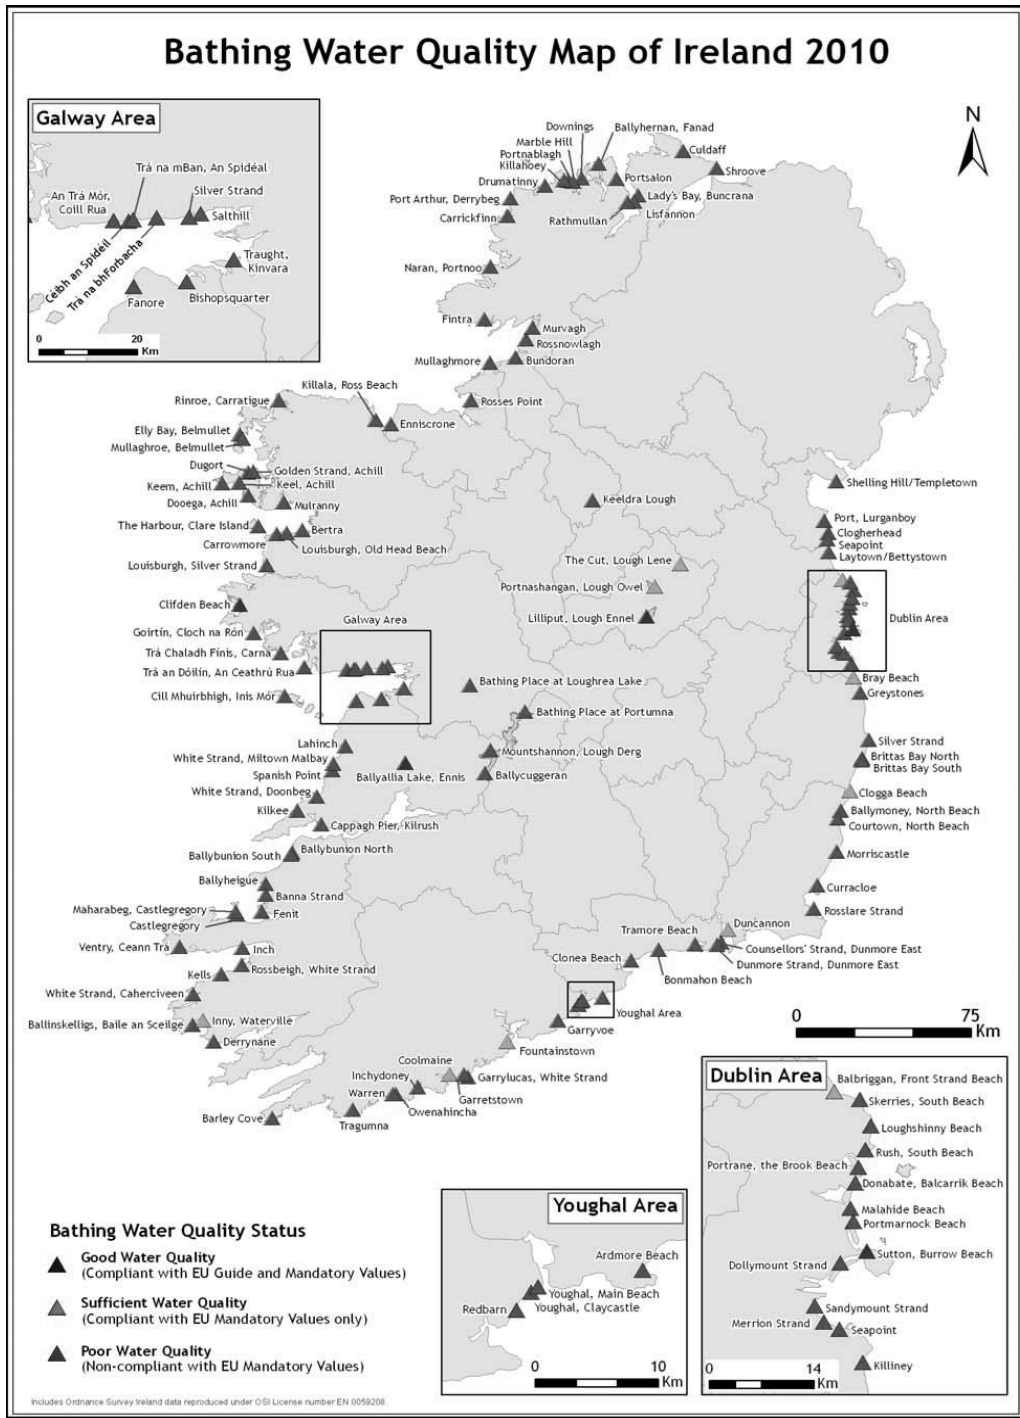 Bathing Water Quality Map of Ireland 2010
Galway Area
Trá na mBan, An Spidéal
An Trá Mór,
Coill Rua
Silver Strand
Salthill
Céibh an Spidéil
Trá na bhForbacha
Traught,
Kinvara
Fanore
Bishopsquarter
0
20
Km
N
Downings
Ballyhernan, Fanad
Marble Hill
Portnablagh
Killahoey
Culdaff
Drumatinny
Portsalon
Shroove
Port Arthur, Derrybeg
Lady's Bay, Buncrana
Carrickfinn
Rathmullan
Lisfannon
Naran, Portnoo
Fintra
Murvagh
Rossnowlagh
Mullaghmore
Bundoran
Killala, Ross Beach
Rinroe, Carratigue
Rosses Point
Enniscrone
Elly Bay, Belmullet
Mullaghroe, Belmullet
Dugort
Golden Strand, Achill
Keem, Achill
Keel, Achill
Dooega, Achill
Mulranny
The Harbour, Clare Island
Bertra
Carrowmore
Louisburgh, Old Head Beach
Louisburgh, Silver Strand
Clifden Beach
Goirtín, Cloch na Rón
Galway Area
Trá Chaladh Fínis, Carna
Trá an Dóilín, An Ceathrú Rua
Cill Mhuirbhigh, Inis Mór
Keeldra Lough
Shelling Hill/Templetown
Port, Lurganboy
Clogherhead
Seapoint
Laytown/Bettystown
The Cut, Lough Lene
Portnashangan, Lough Owel
Lilliput, Lough Ennel
Dublin Area
Bathing Place at Loughrea Lake
Bray Beach
Greystones
Bathing Place at Portumna
Lahinch
White Strand, Miltown Malbay
Spanish Point
Mountshannon, Lough Derg
Ballyallia Lake, Ennis
Ballycuggeran
Silver Strand
Brittas Bay North
Brittas Bay South
White Strand, Doonbeg
Clogga Beach
Kilkee
Cappagh Pier, Kilrush
Ballymoney, North Beach
Courtown, North Beach
Ballybunion North
Ballybunion South
Morriscastle
Ballyheigue
Banna Strand
Curracloe
Maharabeg, Castlegregory
Castlegregory
Fenit
Rosslare Strand
Duncannon
Tramore Beach
Ventry, Ceann Trá
Inch
Counsellors' Strand, Dunmore East
Clonea Beach
Dunmore Strand, Dunmore East
Rossbeigh, White Strand
Kells
Bonmahon Beach
White Strand, Caherciveen
Inny, Waterville
Ballinskelligs, Baile an Sceilge
Youghal Area
Garryvoe
Derrynane
Fountainstown
Coolmaine
Inchydoney
Garrylucas, White Strand
Warren
Garretstown
Owenahincha
Barley Cove
Tragumna
0
75
Km
Dublin Area
Balbriggan, Front Strand Beach
Skerries, South Beach
Loughshinny Beach
Rush, South Beach
Portrane, the Brook Beach
Donabate, Balcarrik Beach
Malahide Beach
Portmarnock Beach
Sutton, Burrow Beach
Dollymount Strand
Sandymount Strand
Merrion Strand
Seapoint
Killiney
0
14
Km
Youghal Area
Ardmore Beach
Youghal, Main Beach
Redbarn
Youghal, Claycastle
0
10
Km
Bathing Water Quality Status
Good Water Quality
(Compliant with EU Guide and Mandatory Values)
Sufficient Water Quality
(Compliant with EU Mandatory Values only)
Poor Water Quality
(Non-compliant with EU Mandatory Values)
Includes Ordnance Survey Ireland data reproduced under OSI License number EN 0059208.